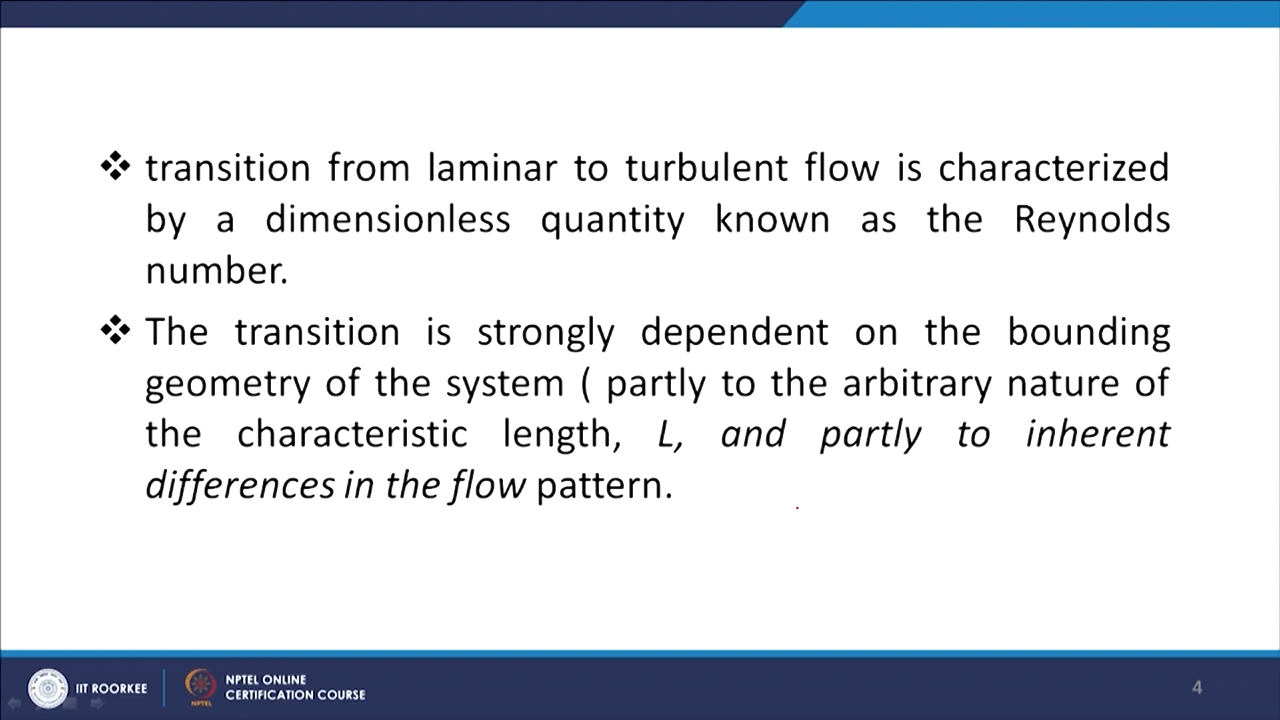 transition from laminar to turbulent flow is characterized
by a dimensionless quantity known as the Reynolds
number.
The transition is strongly dependent on the bounding
geometry of the system ( partly to the arbitrary nature of
the characteristic length, L, and partly to inherent
differences in the flow pattern.
IIT ROORKEE
NPTEL
NPTEL ONLINE
CERTIFICATION COURSE
4